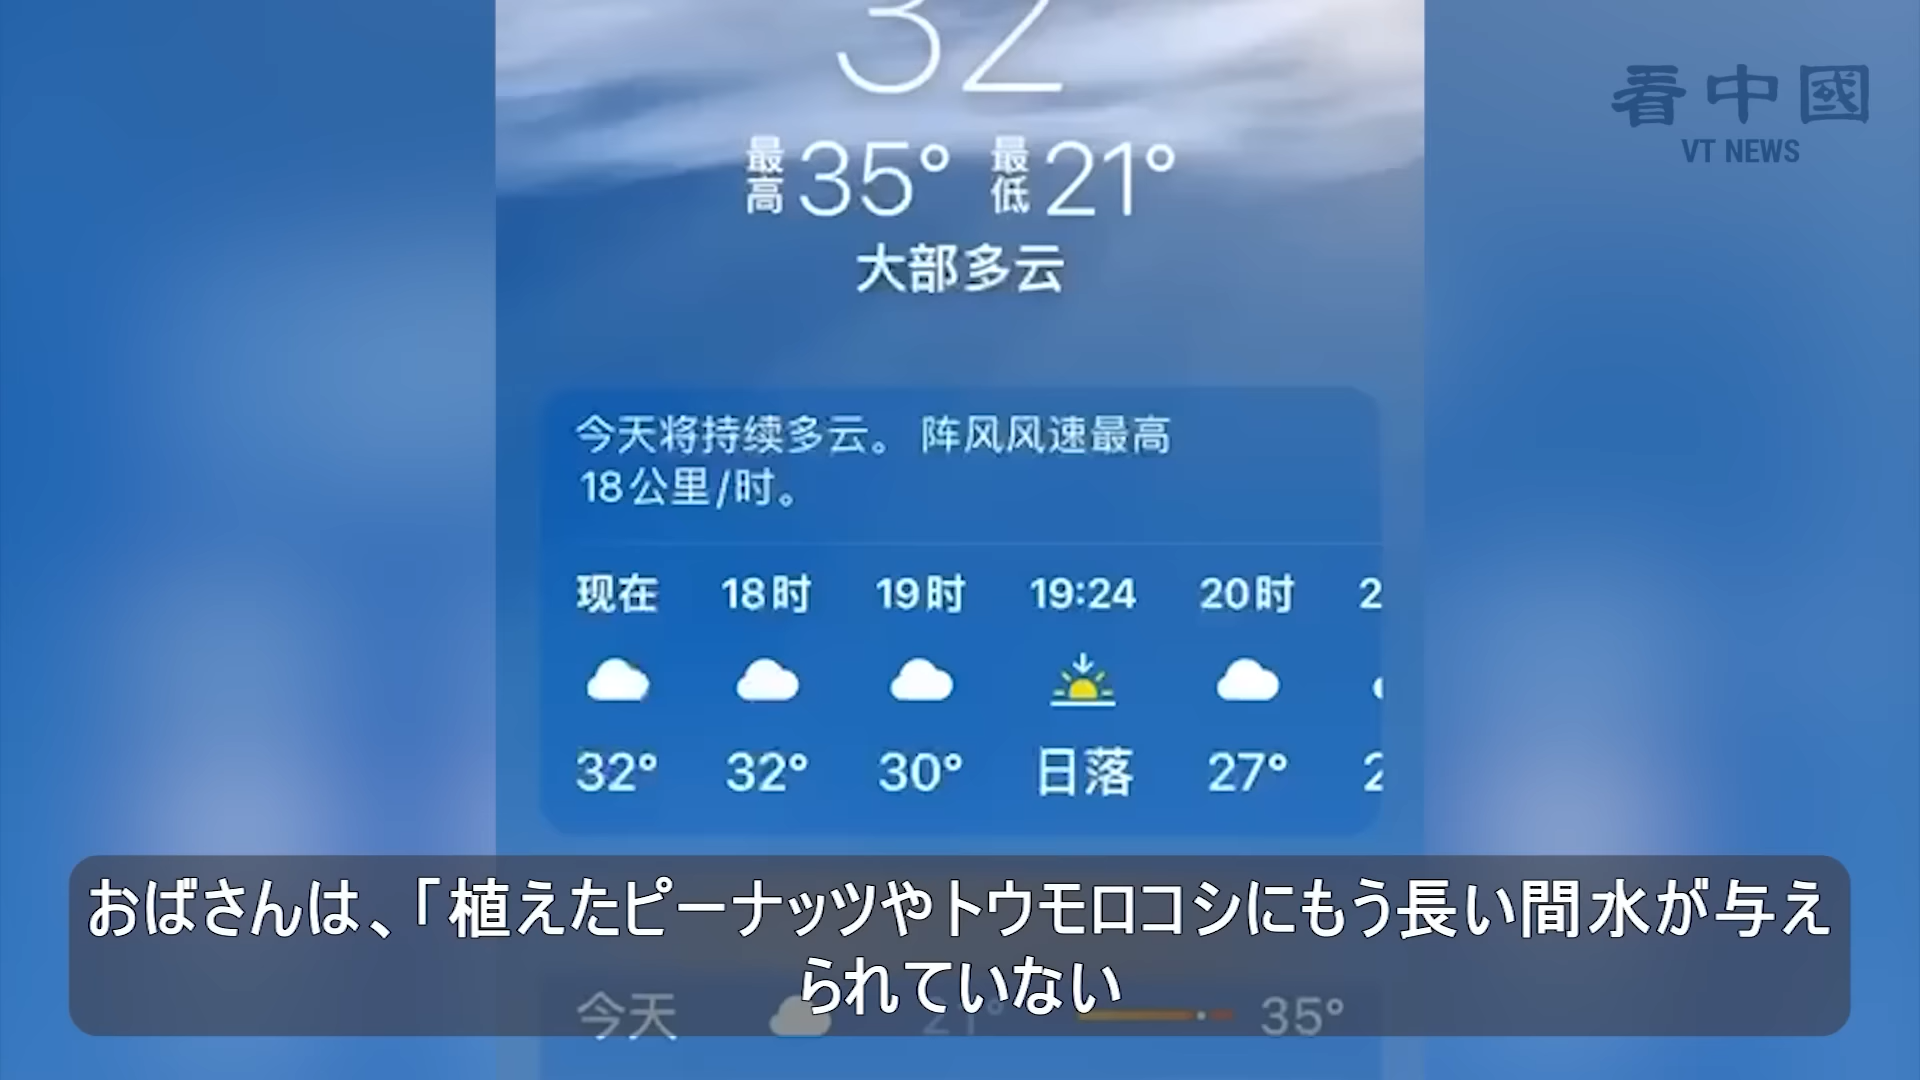 32
看中國
VT NEWS
最高35° 最低21°
大部多云
今天将持续多云。 阵风风速最高
18公里/时。
现在 18时 19时 19:24 20时 2
32° 32° 30° 日落 27° 2
おばさんは、「植えたピーナッツやトウモロコシにもう長い間水が与え
られていない
今天 21° 35°